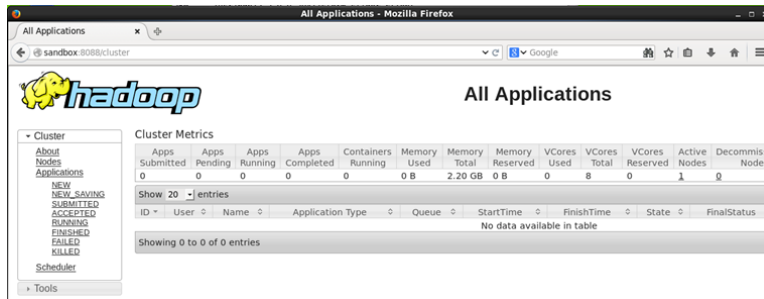 All Applications - Mozilla Firefox
All Applications
sandbox:8088/cluster
Google
hadoop
All Applications
Cluster
About
Nodes
Applications
NEW
NEW_SAVING
SUBMITTED
ACCEPTED
RUNNING
FINISHED
FAILED
KILLED
Scheduler
Tools
Cluster Metrics
Apps Submitted Apps Pending Apps Running Apps Completed Containers Running Memory Used Memory Total Memory Reserved VCores Used VCores Total VCores Reserved Active Nodes Decommis Node
0 0 0 0 0 0 B 2.20 GB 0 B 0 8 0 1 0
Show 20 entries
ID User Name Application Type Queue StartTime FinishTime State FinalStatus
No data available in table
Showing 0 to 0 of 0 entries